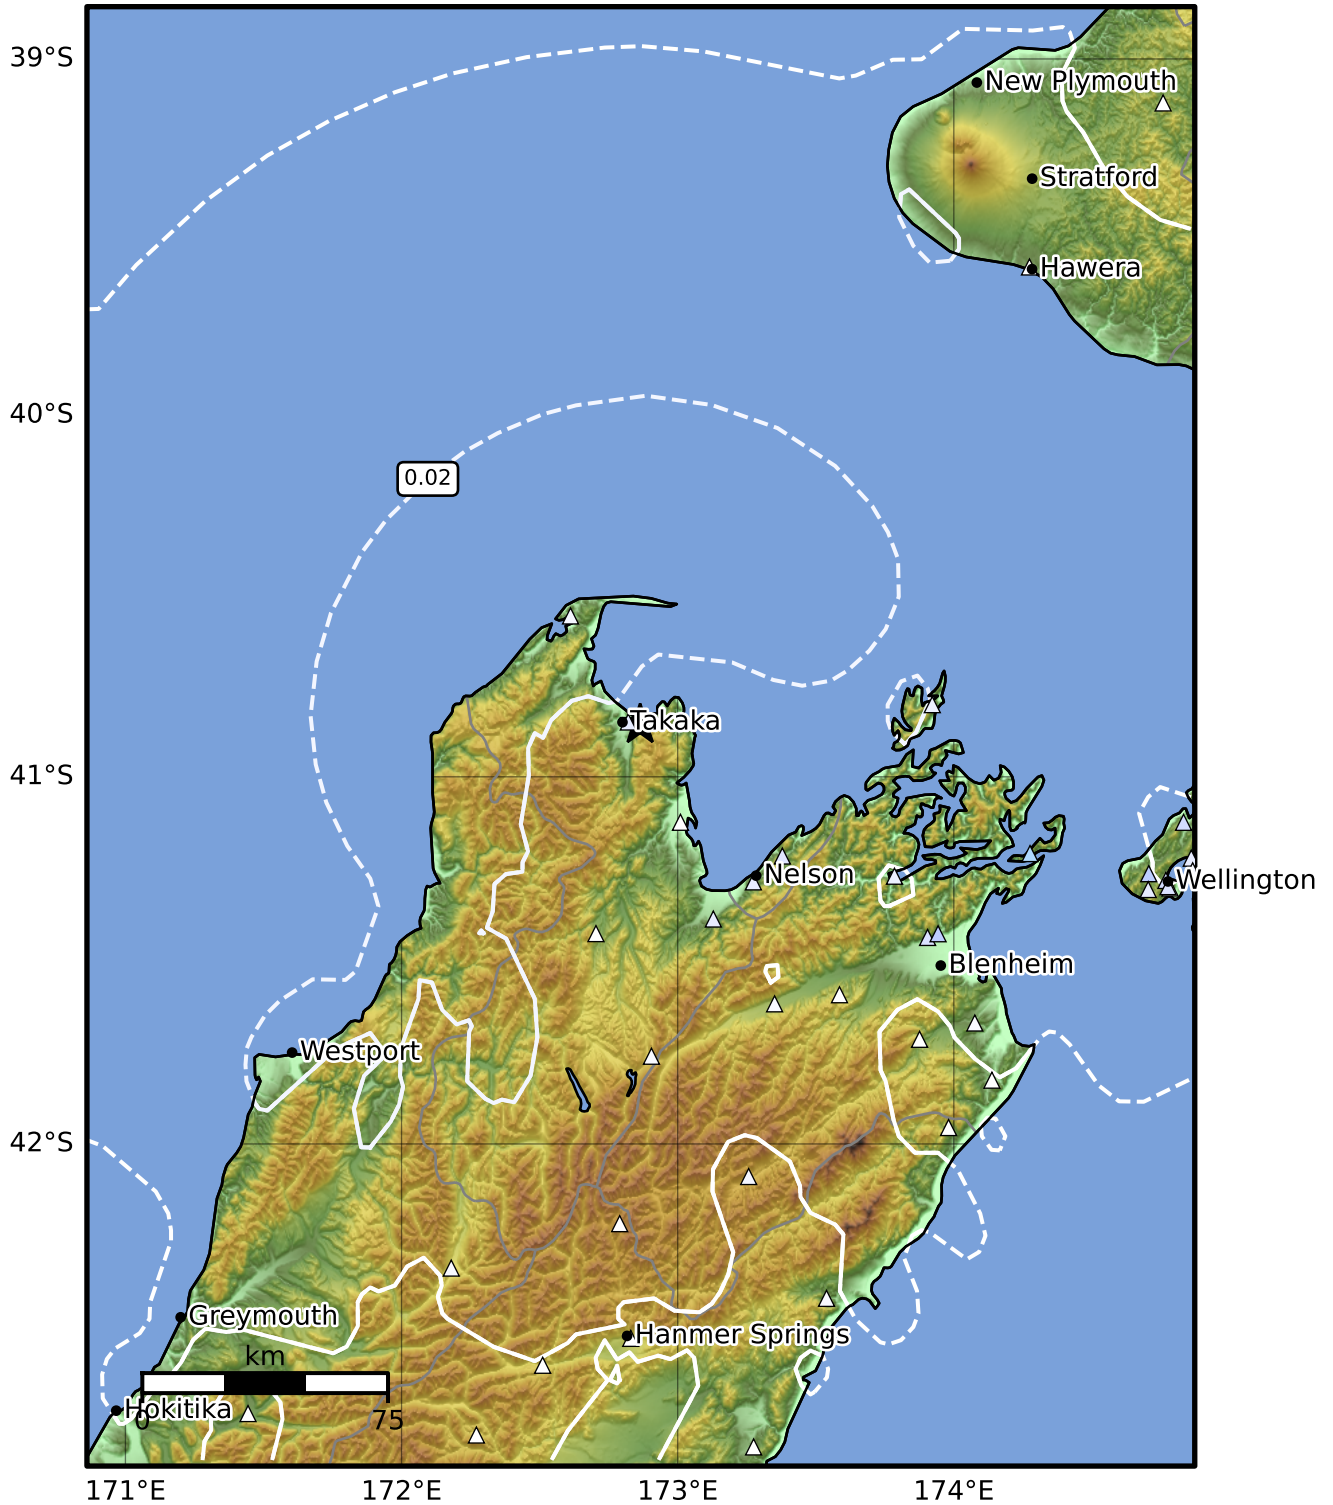 39°S
New Plymouth
Stratford
Hawera
40°S
0.02
Takaka
41°S
Nelson
Wellington
Blenheim
Westport
42°S
Greymouth
Hanmer Springs
km
Hokitika
0
75
171°E
172°E
173°E
174°E